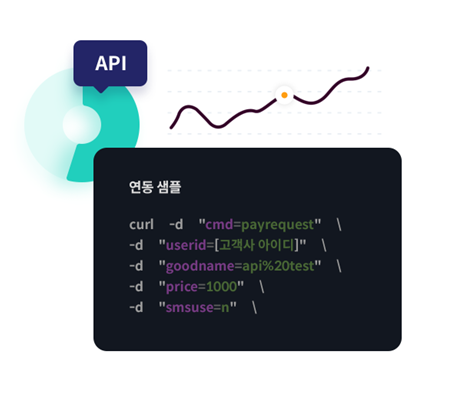 API
연동 샘플
curl -d "cmd=payrequest" \
-d "userid=[고객사 아이디]" \
-d "goodname=api%20test" \
-d "price=1000" \
-d "smsuse=n" \